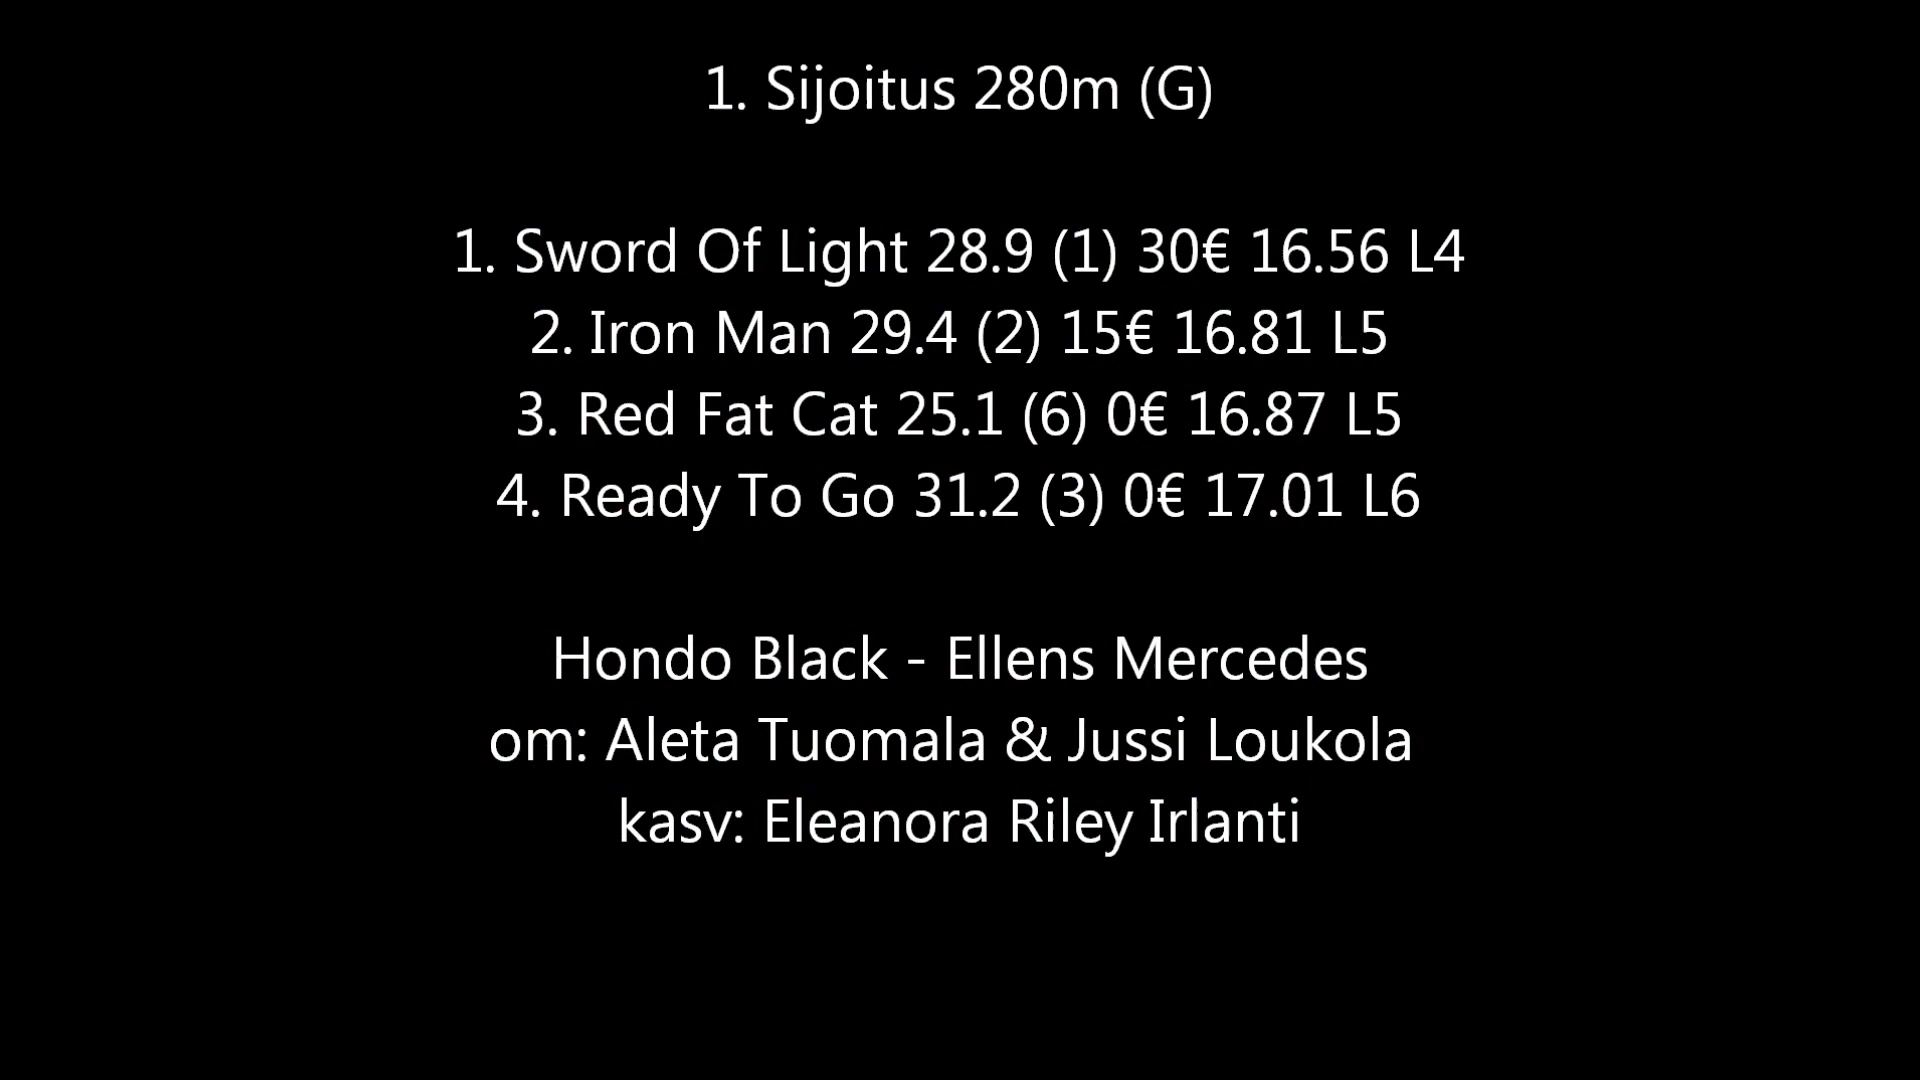 1. Sijoitus 280m (G)
1. Sword Of Light 28.9 (1) 30€ 16.56 L4
2. Iron Man 29.4 (2) 15€ 16.81 L5
3. Red Fat Cat 25.1 (6) 0€ 16.87 L5
4. Ready To Go 31.2 (3) 0€ 17.01 L6
Hondo Black - Ellens Mercedes
om: Aleta Tuomala & Jussi Loukola
kasv: Eleanora Riley Irlanti